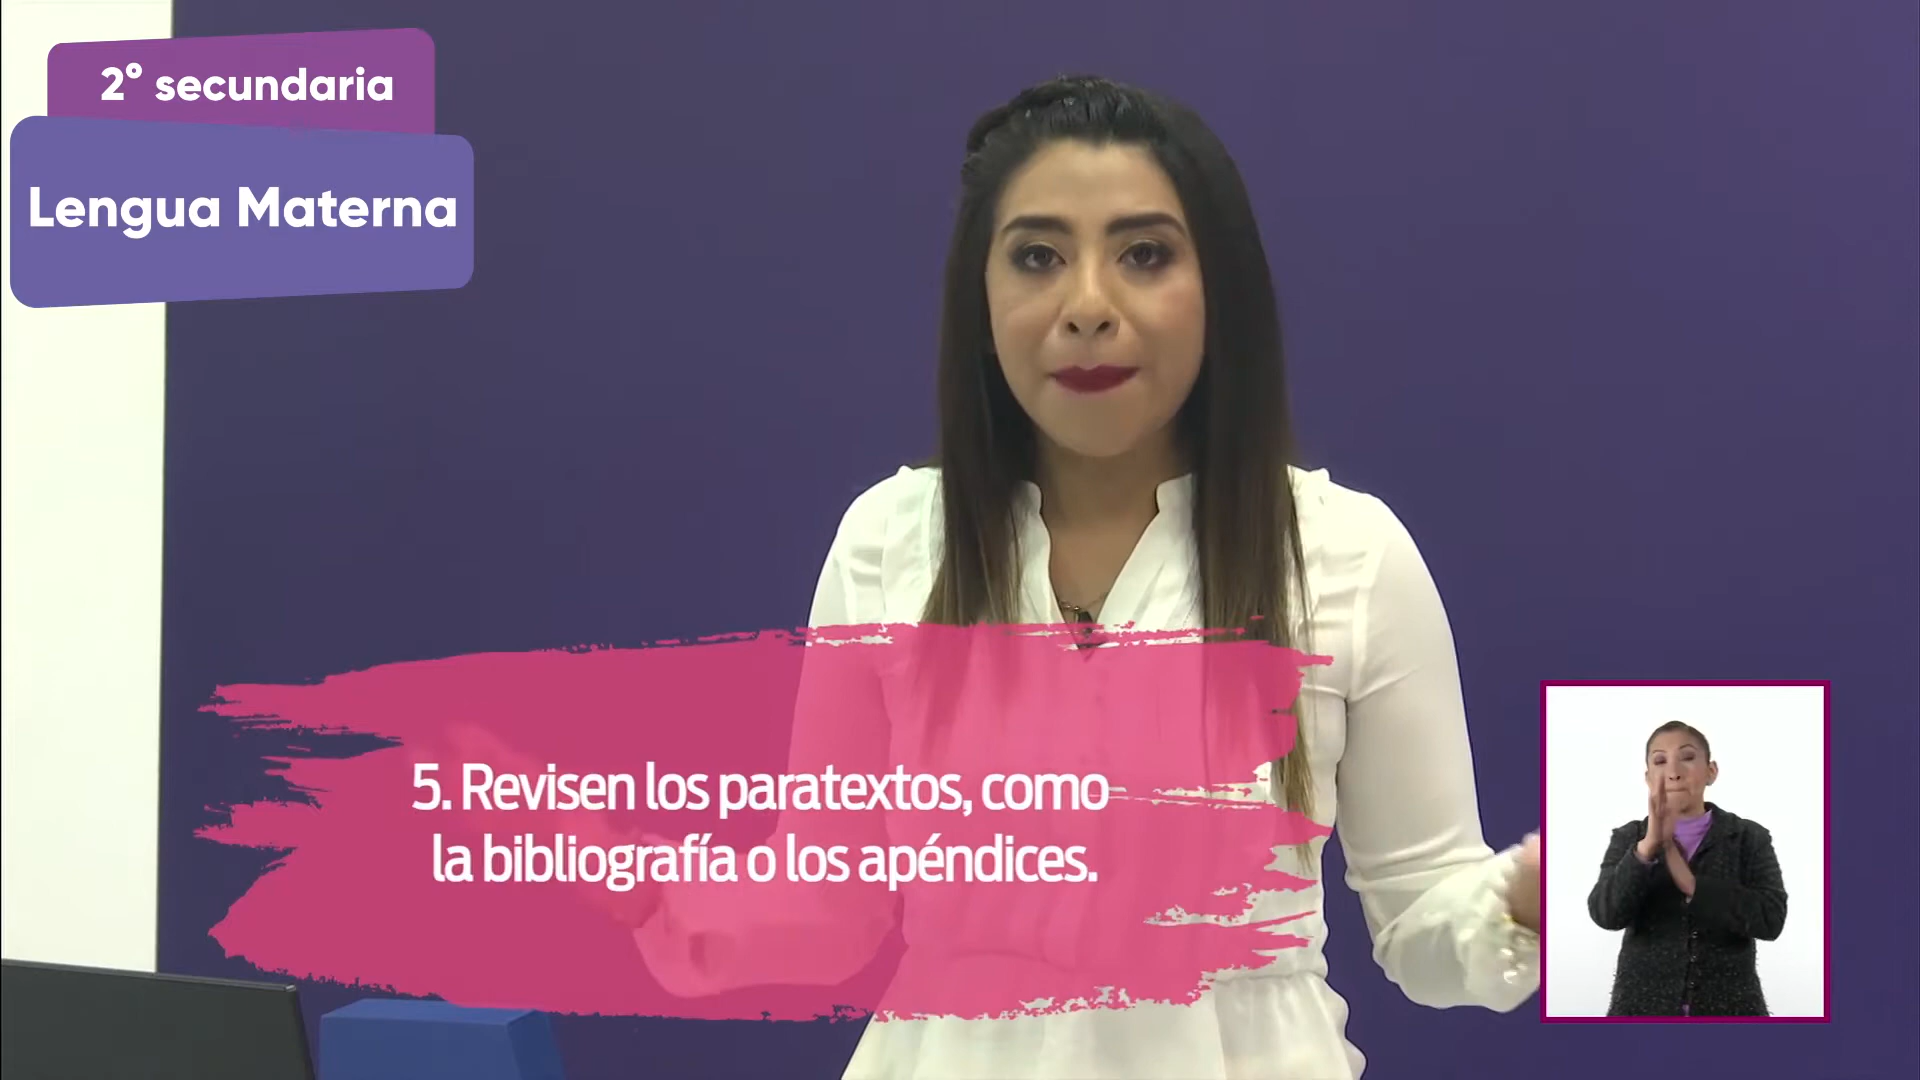 2° secundaria
Lengua Materna
5. Revisen los paratextos, como
la bibliografía o los apéndices.